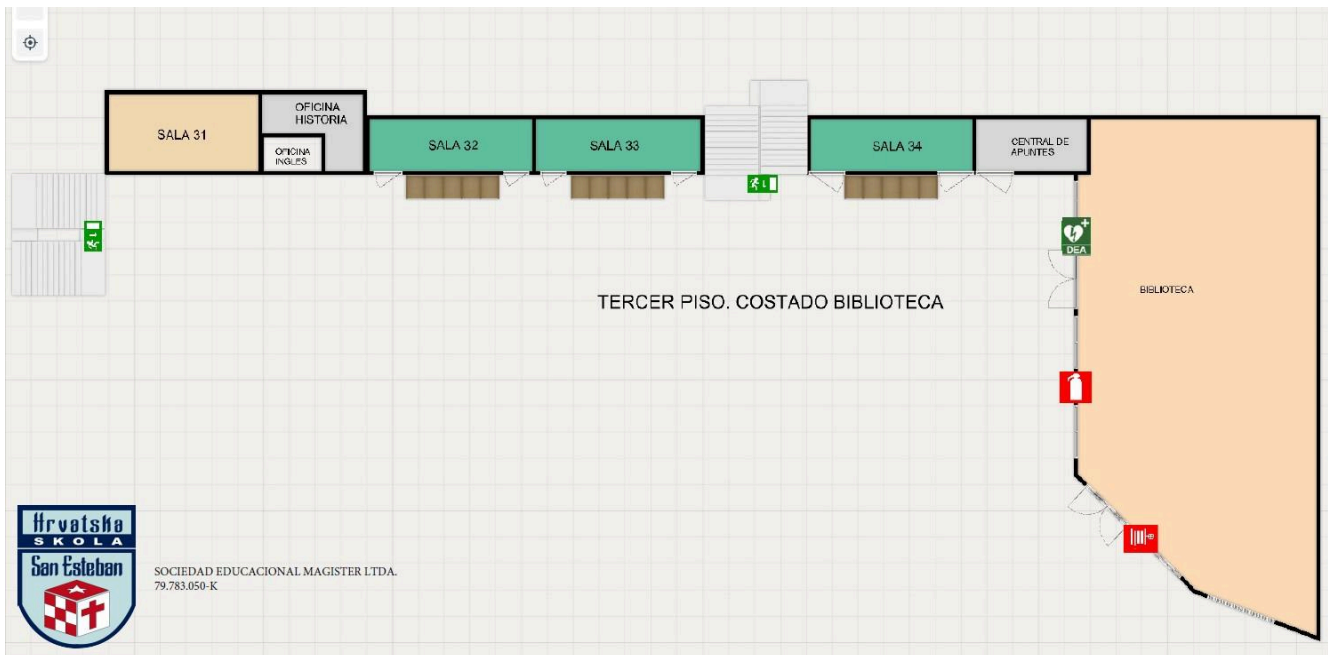 SALA 31
OFICINA
HISTORIA
OFICINA
INGLES
SALA 32
SALA 33
SALA 34
CENTRAL DE
APUNTES
DEA
BIBLIOTECA
TERCER PISO. COSTADO BIBLIOTECA
Hrvatska
SKOLA
San Esteban
SOCIEDAD EDUCACIONAL MAGISTER LTDA.
79.783.050-K